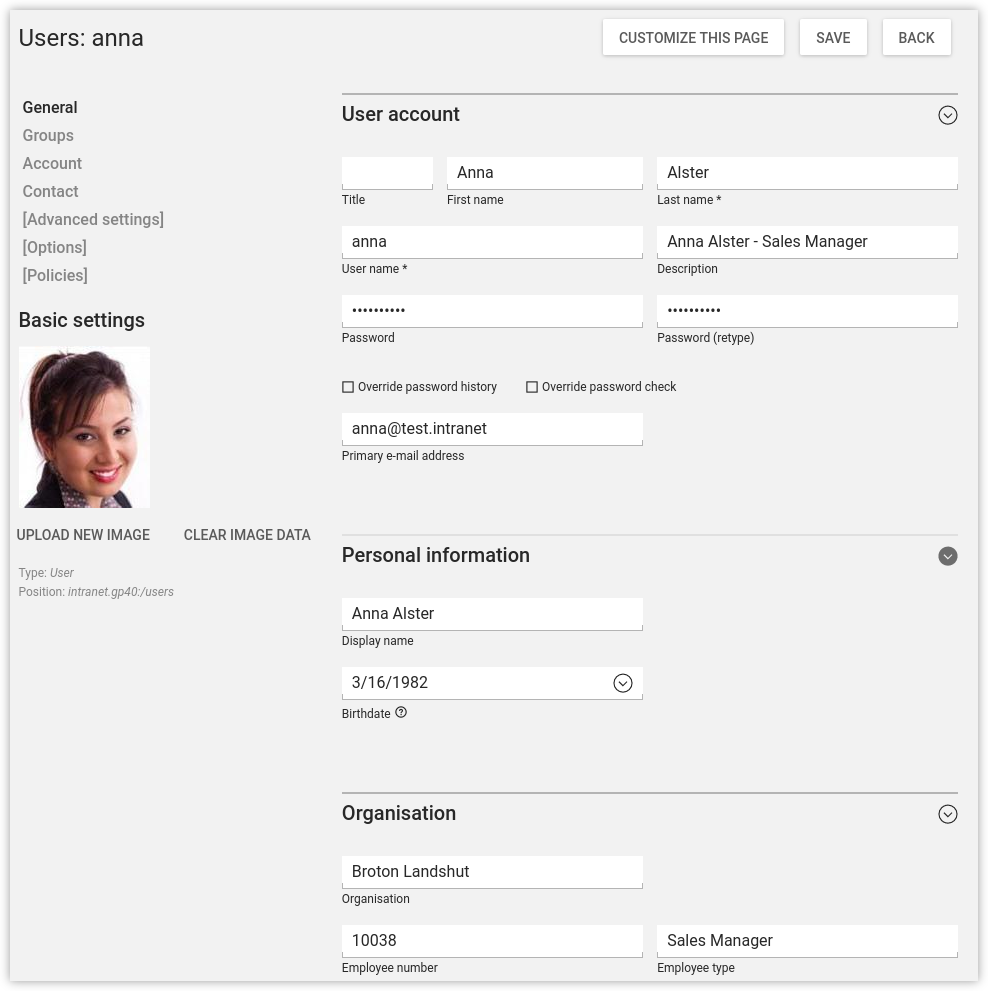 Users: anna
CUSTOMIZE THIS PAGE SAVE BACK
General
Groups
Account
Contact
[Advanced settings]
[Options]
[Policies]
Basic settings
UPLOAD NEW IMAGE CLEAR IMAGE DATA
Type: User
Position: intranet.gp40:/users
User account
Anna Alster
Title First name Last name *
anna Anna Alster - Sales Manager
User name * Description
•••••••••• ••••••••••
Password Password (retype)
Override password history Override password check
anna@test.intranet
Primary e-mail address
Personal information
Anna Alster
Display name
3/16/1982
Birthdate ?
Organisation
Broton Landshut
Organisation
10038 Sales Manager
Employee number Employee type